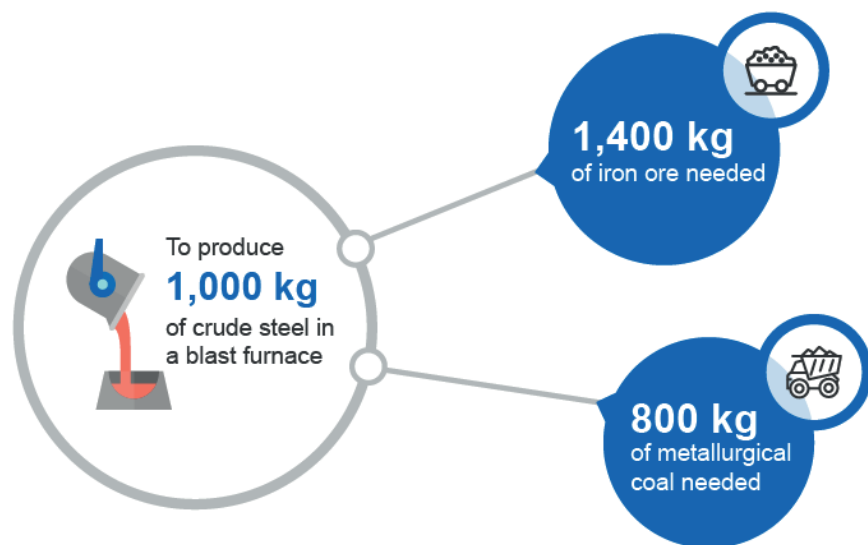 To produce
1,000 kg
of crude steel in
a blast furnace
1,400 kg
of iron ore needed
800 kg
of metallurgical
coal needed